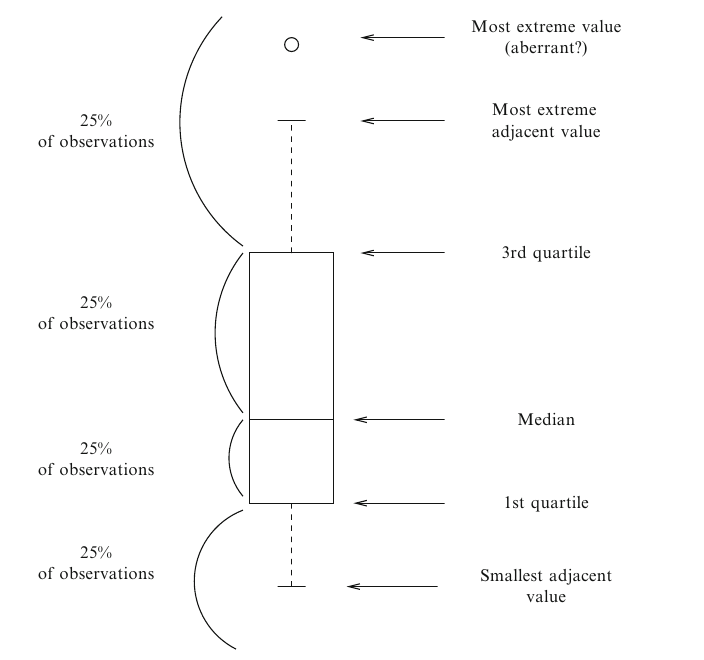 Most extreme value
(aberrant?)
25%
of observations
Most extreme
adjacent value
3rd quartile
25%
of observations
Median
25%
of observations
1st quartile
25%
of observations
Smallest adjacent
value